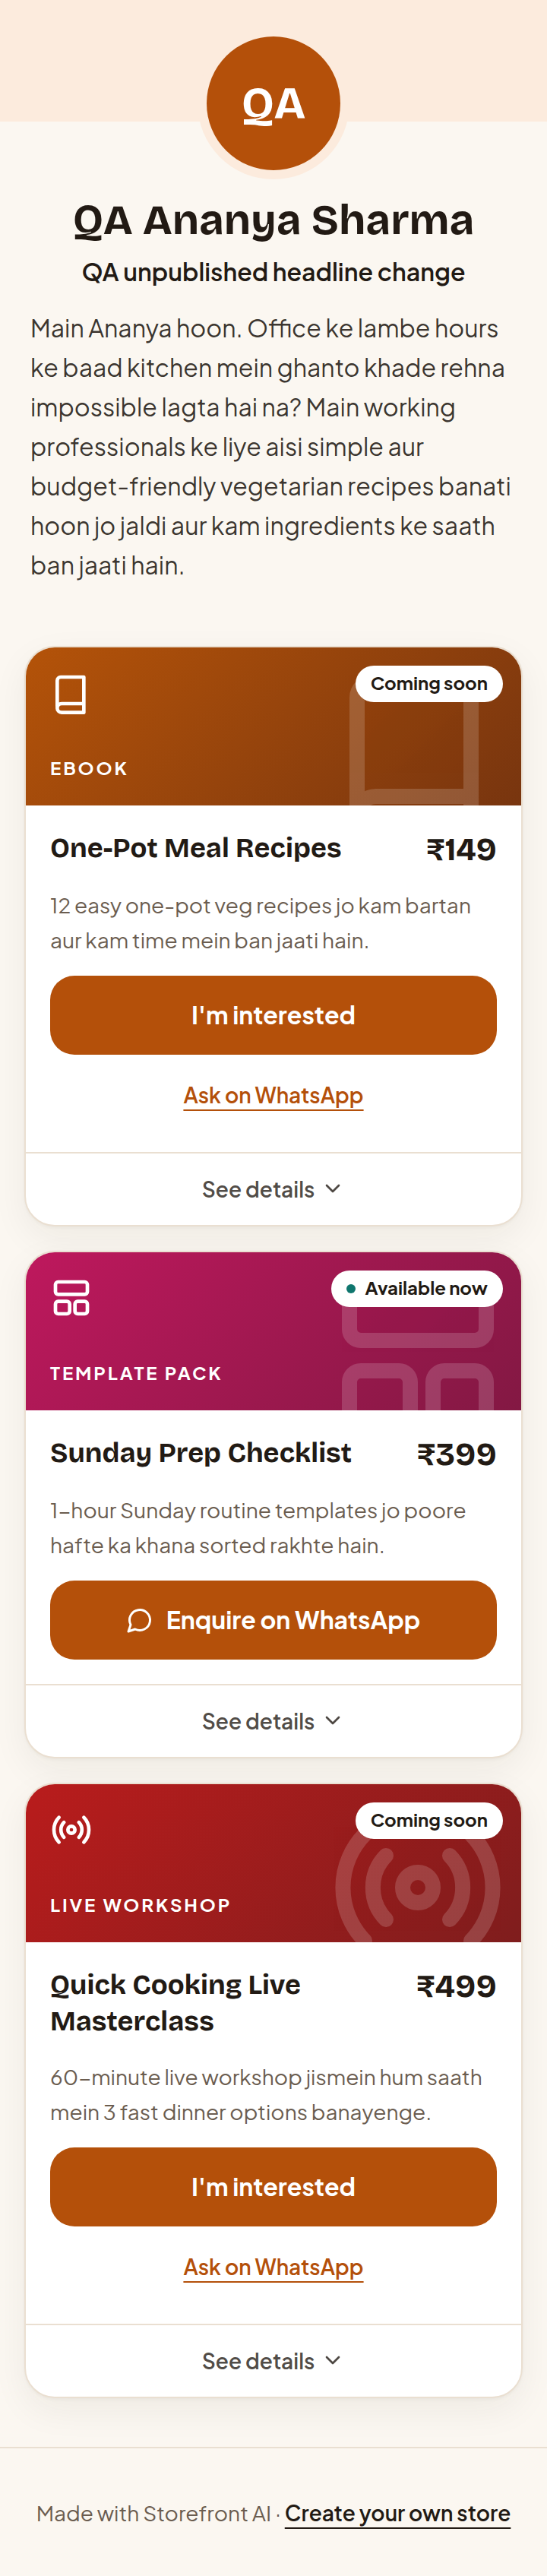 QA
QA Ananya Sharma
QA unpublished headline change
Main Ananya hoon. Office ke lambe hours
ke baad kitchen mein ghanto khade rehna
impossible lagta hai na? Main working
professionals ke liye aisi simple aur
budget-friendly vegetarian recipes banati
hoon jo jaldi aur kam ingredients ke saath
ban jaati hain.
Coming soon
EBOOK
One-Pot Meal Recipes ₹149
12 easy one-pot veg recipes jo kam bartan
aur kam time mein ban jaati hain.
I'm interested
Ask on WhatsApp
See details
Available now
TEMPLATE PACK
Sunday Prep Checklist ₹399
1-hour Sunday routine templates jo poore
hafte ka khana sorted rakhte hain.
Enquire on WhatsApp
See details
Coming soon
LIVE WORKSHOP
Quick Cooking Live ₹499
Masterclass
60-minute live workshop jismein hum saath
mein 3 fast dinner options banayenge.
I'm interested
Ask on WhatsApp
See details
Made with Storefront AI · Create your own store